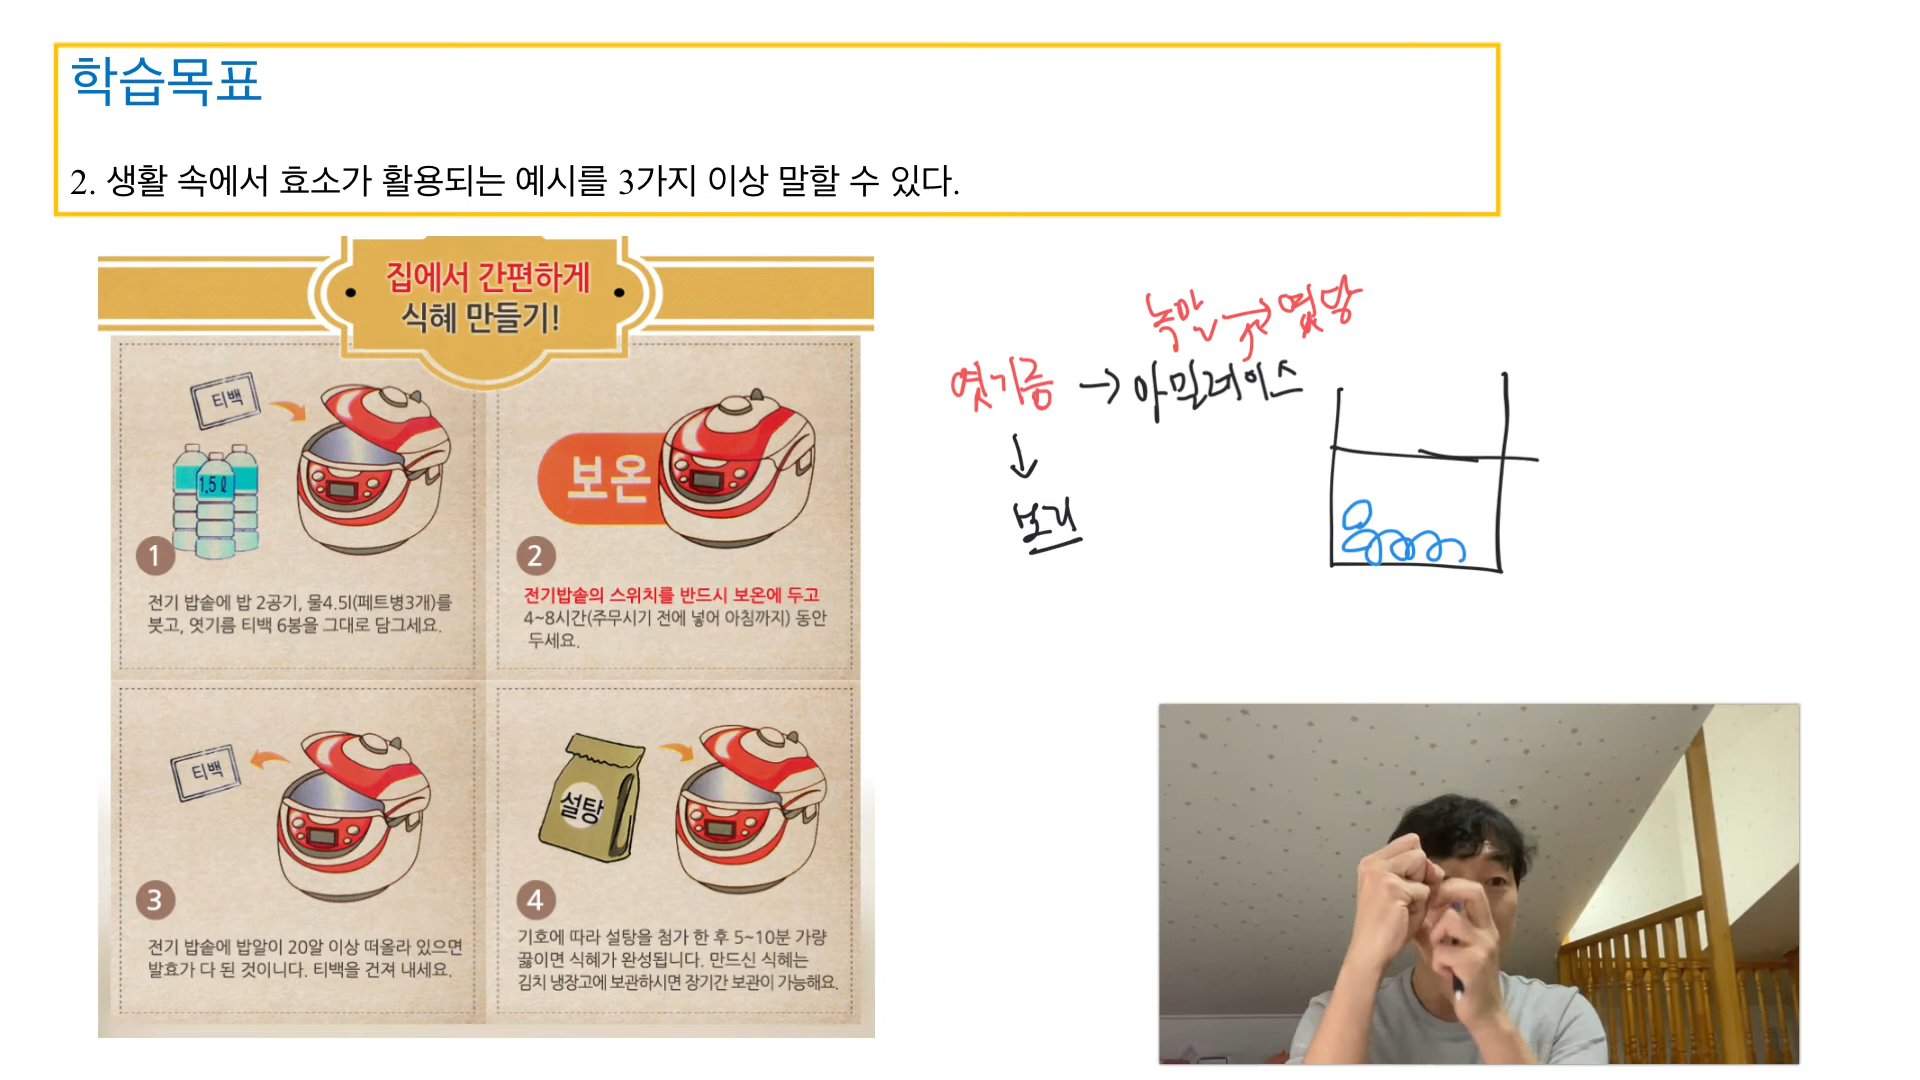 학습목표
2. 생활 속에서 효소가 활용되는 예시를 3가지 이상 말할 수 있다.
집에서 간편하게
식혜 만들기!
티백
1.5ℓ
1
전기 밥솥에 밥 2공기, 물4.5l(페트병3개)를
붓고, 엿기름 티백 6봉을 그대로 담그세요.
보온
2
전기밥솥의 스위치를 반드시 보온에 두고
4~8시간(주무시기 전에 넣어 아침까지) 동안
두세요.
티백
3
전기 밥솥에 밥알이 20알 이상 떠올라 있으면
발효가 다 된 것이니다. 티백을 건져 내세요.
설탕
4
기호에 따라 설탕을 첨가 한 후 5~10분 가량
끓이면 식혜가 완성됩니다. 만드신 식혜는
김치 냉장고에 보관하시면 장기간 보관이 가능해요.
녹말 → 엿당
엿기름 → 아밀레이스
↓
보리